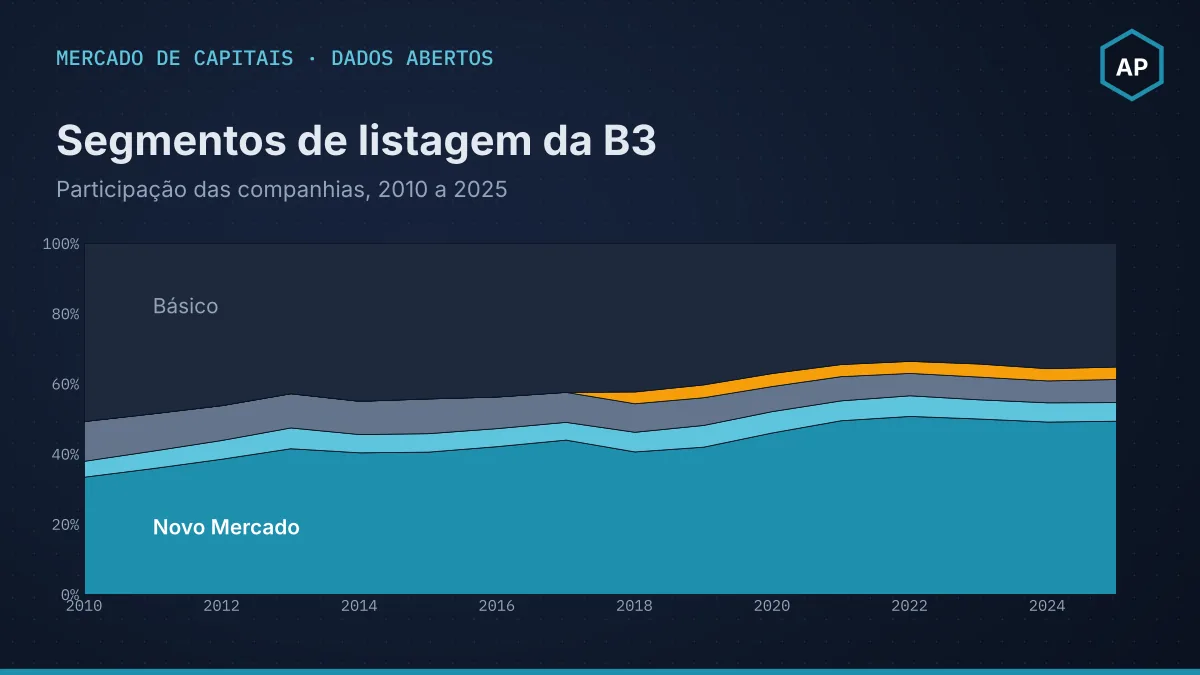 MERCADO DE CAPITAIS · DADOS ABERTOS
AP
Segmentos de listagem da B3
Participação das companhias, 2010 a 2025
100%
Básico
80%
60%
40%
20%
Novo Mercado
0%
2010 2012 2014 2016 2018 2020 2022 2024